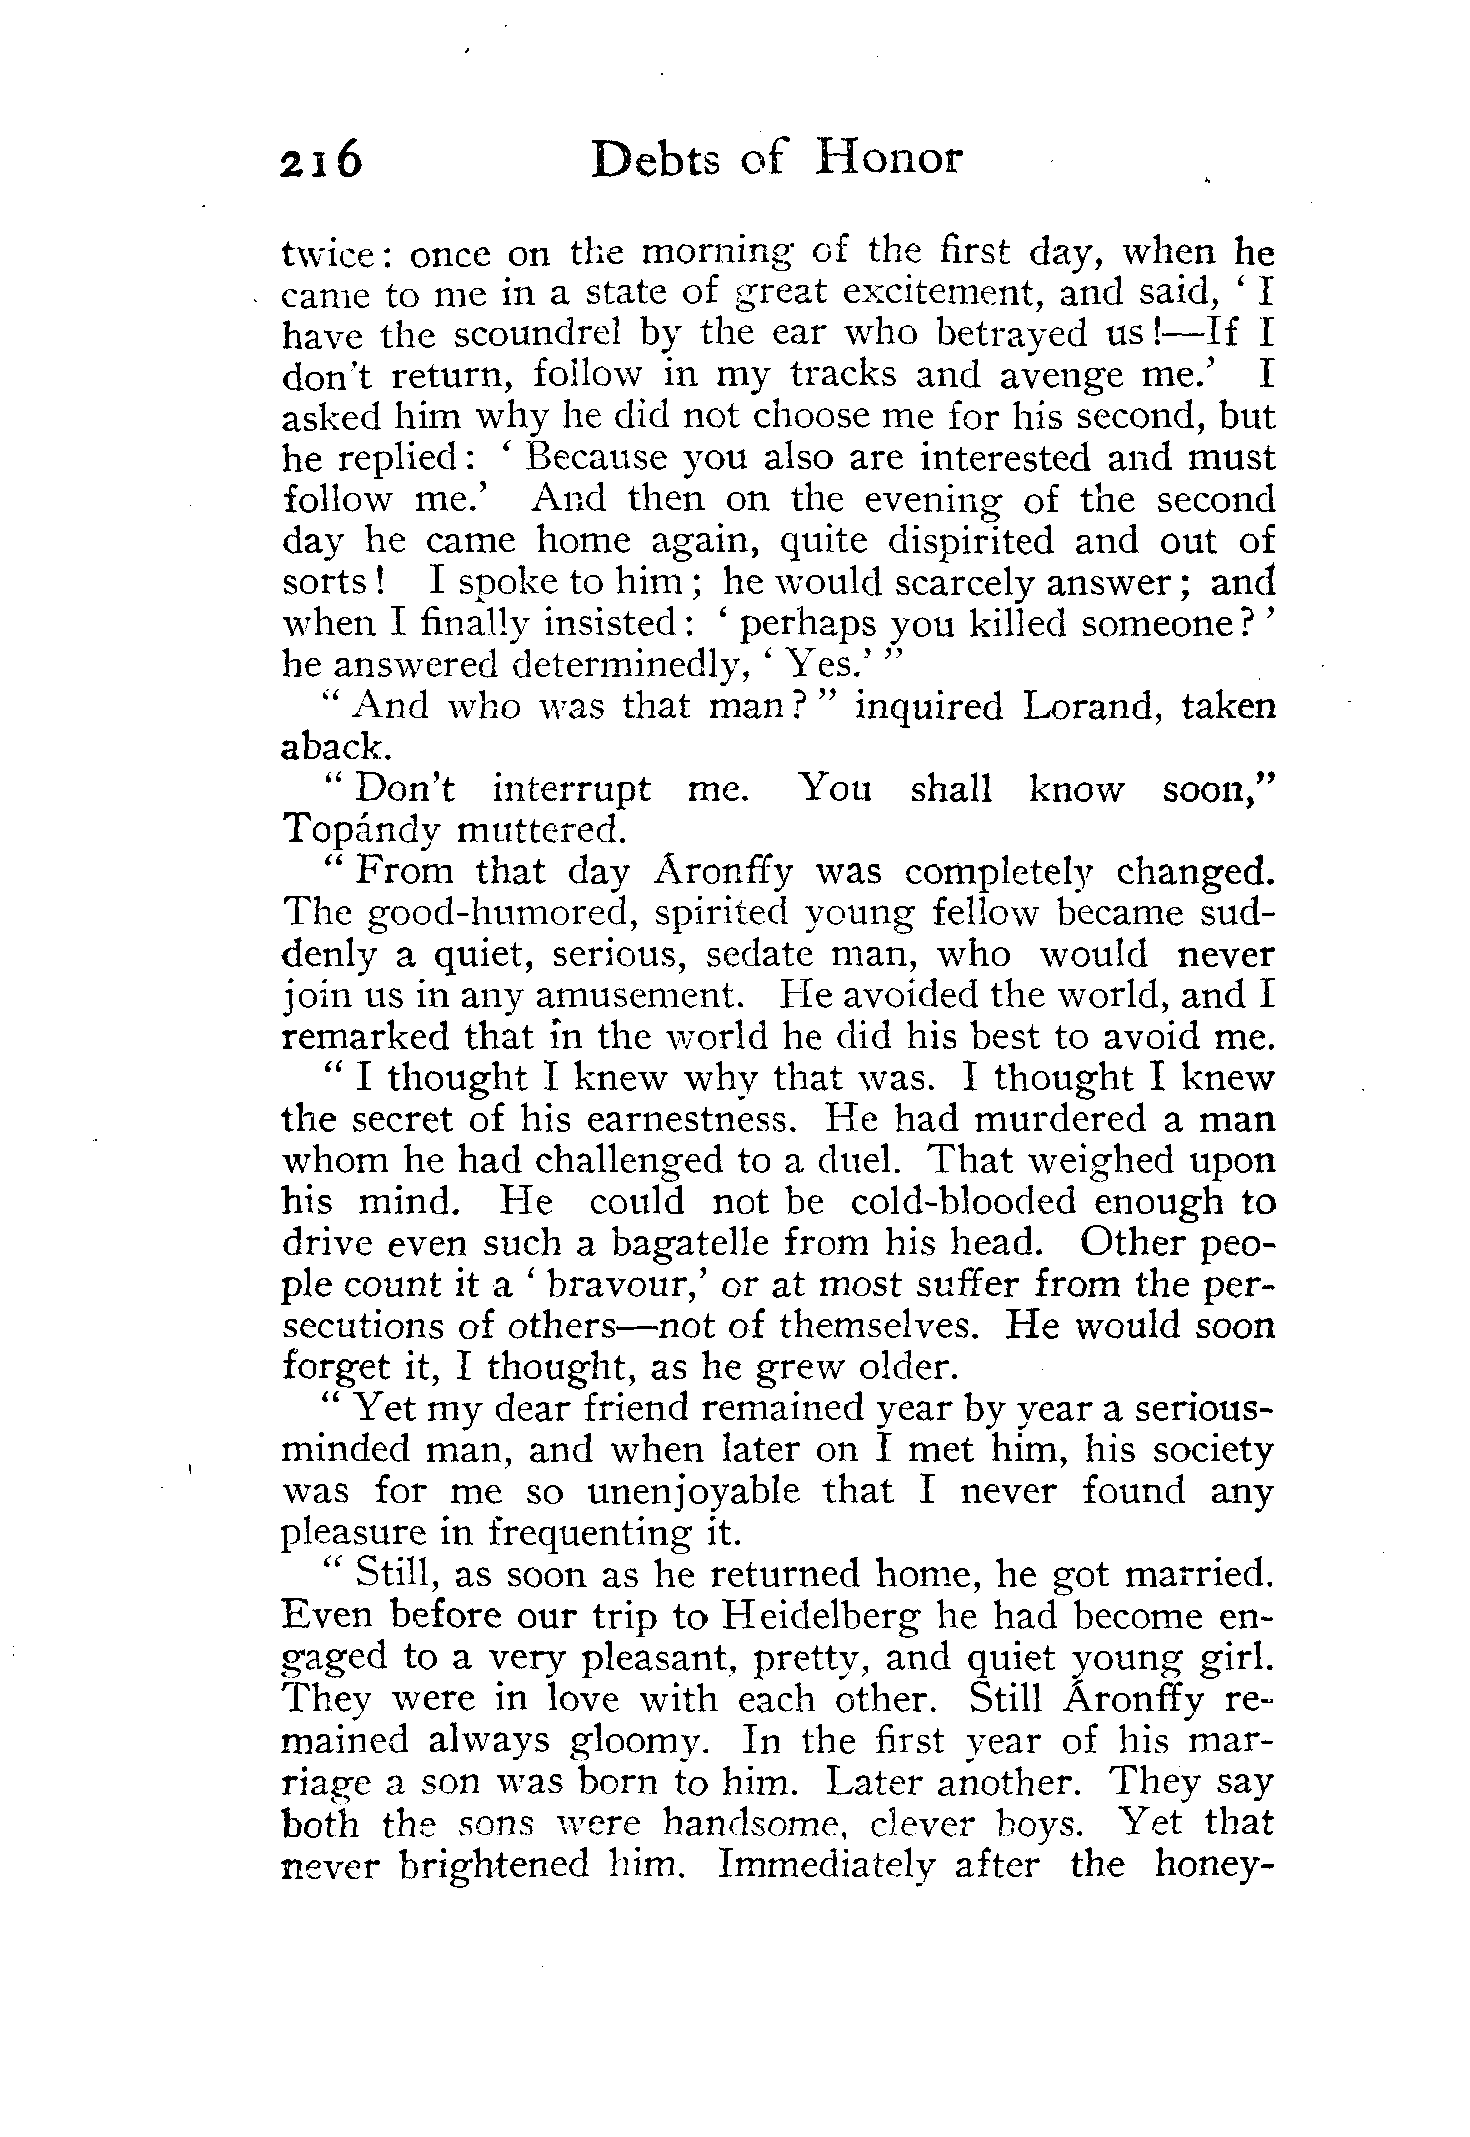 216 Debts of Honor
twice: once on the morning of the first day, when he
came to me in a state of great excitement, and said, ‘ I
have the scoundrel by the ear who betrayed us!—If I
don't return, follow in my tracks and avenge me.’ I
asked him why he did not choose me for his second, but
he replied: ‘ Because you also are interested and must
follow me.’ And then on the evening of the second
day he came home again, quite dispirited and out of
sorts! I spoke to him; he would scarcely answer; and
when I finally insisted: ‘ perhaps you killed someone?’
he answered determinedly, ‘ Yes.’ ”
“ And who was that man? ” inquired Lorand, taken
aback.
“ Don't interrupt me. You shall know soon,”
Topándy muttered.
“ From that day Áronffy was completely changed.
The good-humored, spirited young fellow became sud-
denly a quiet, serious, sedate man, who would never
join us in any amusement. He avoided the world, and I
remarked that in the world he did his best to avoid me.
“ I thought I knew why that was. I thought I knew
the secret of his earnestness. He had murdered a man
whom he had challenged to a duel. That weighed upon
his mind. He could not be cold-blooded enough to
drive even such a bagatelle from his head. Other peo-
ple count it a ‘ bravour,’ or at most suffer from the per-
secutions of others—not of themselves. He would soon
forget it, I thought, as he grew older.
“ Yet my dear friend remained year by year a serious-
minded man, and when later on I met him, his society
was for me so unenjoyable that I never found any
pleasure in frequenting it.
“ Still, as soon as he returned home, he got married.
Even before our trip to Heidelberg he had become en-
gaged to a very pleasant, pretty, and quiet young girl.
They were in love with each other. Still Áronffy re-
mained always gloomy. In the first year of his mar-
riage a son was born to him. Later another. They say
both the sons were handsome, clever boys. Yet that
never brightened him. Immediately after the honey-